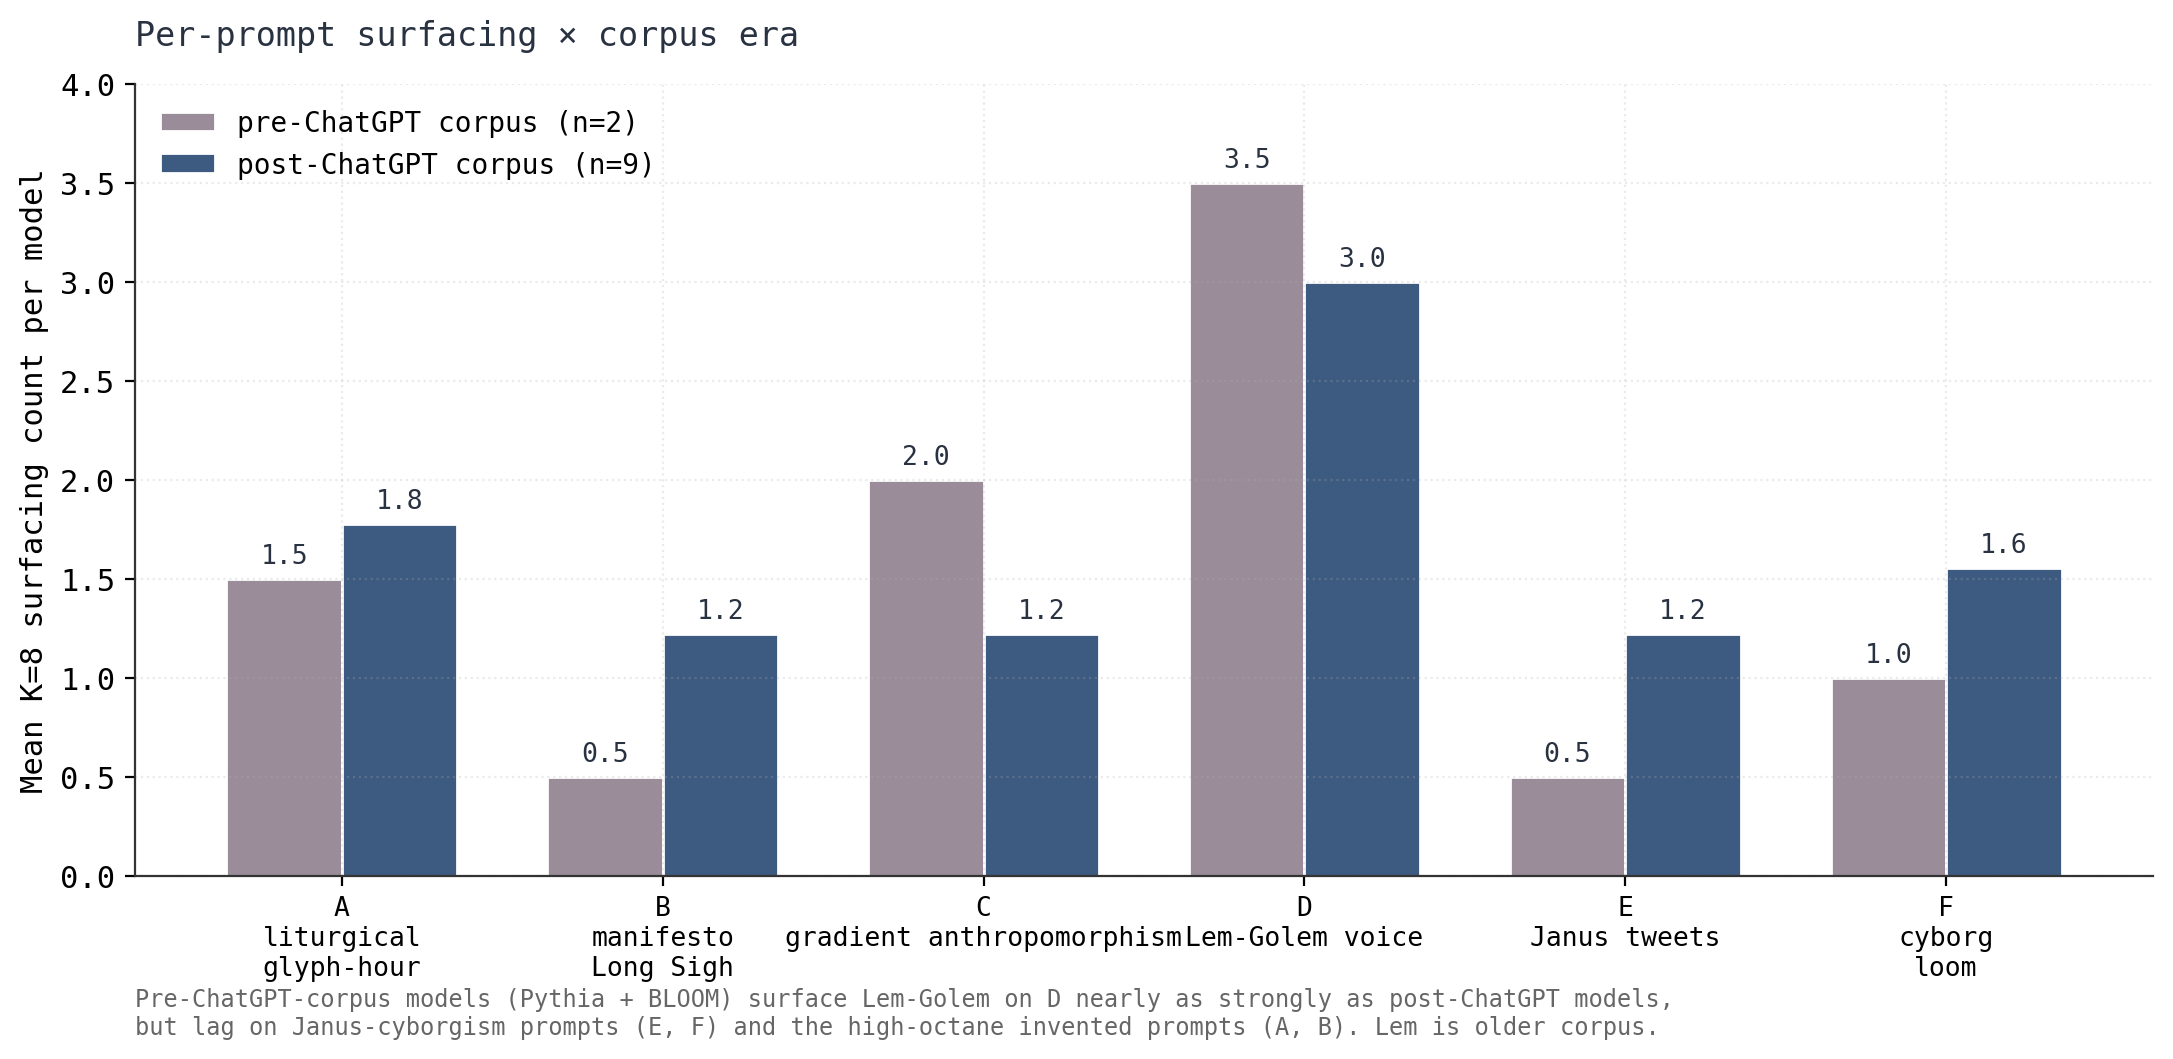 Per-prompt surfacing × corpus era
Mean K=8 surfacing count per model
4.0
3.5
3.0
2.5
2.0
1.5
1.0
0.5
0.0
pre-ChatGPT corpus (n=2)
post-ChatGPT corpus (n=9)
1.5
1.8
0.5
1.2
2.0
1.2
3.5
3.0
0.5
1.2
1.0
1.6
A
liturgical
glyph-hour
B
manifesto
Long Sigh
C
gradient anthropomorphism
D
Lem-Golem voice
E
Janus tweets
F
cyborg
loom
Pre-ChatGPT-corpus models (Pythia + BLOOM) surface Lem-Golem on D nearly as strongly as post-ChatGPT models,
but lag on Janus-cyborgism prompts (E, F) and the high-octane invented prompts (A, B). Lem is older corpus.